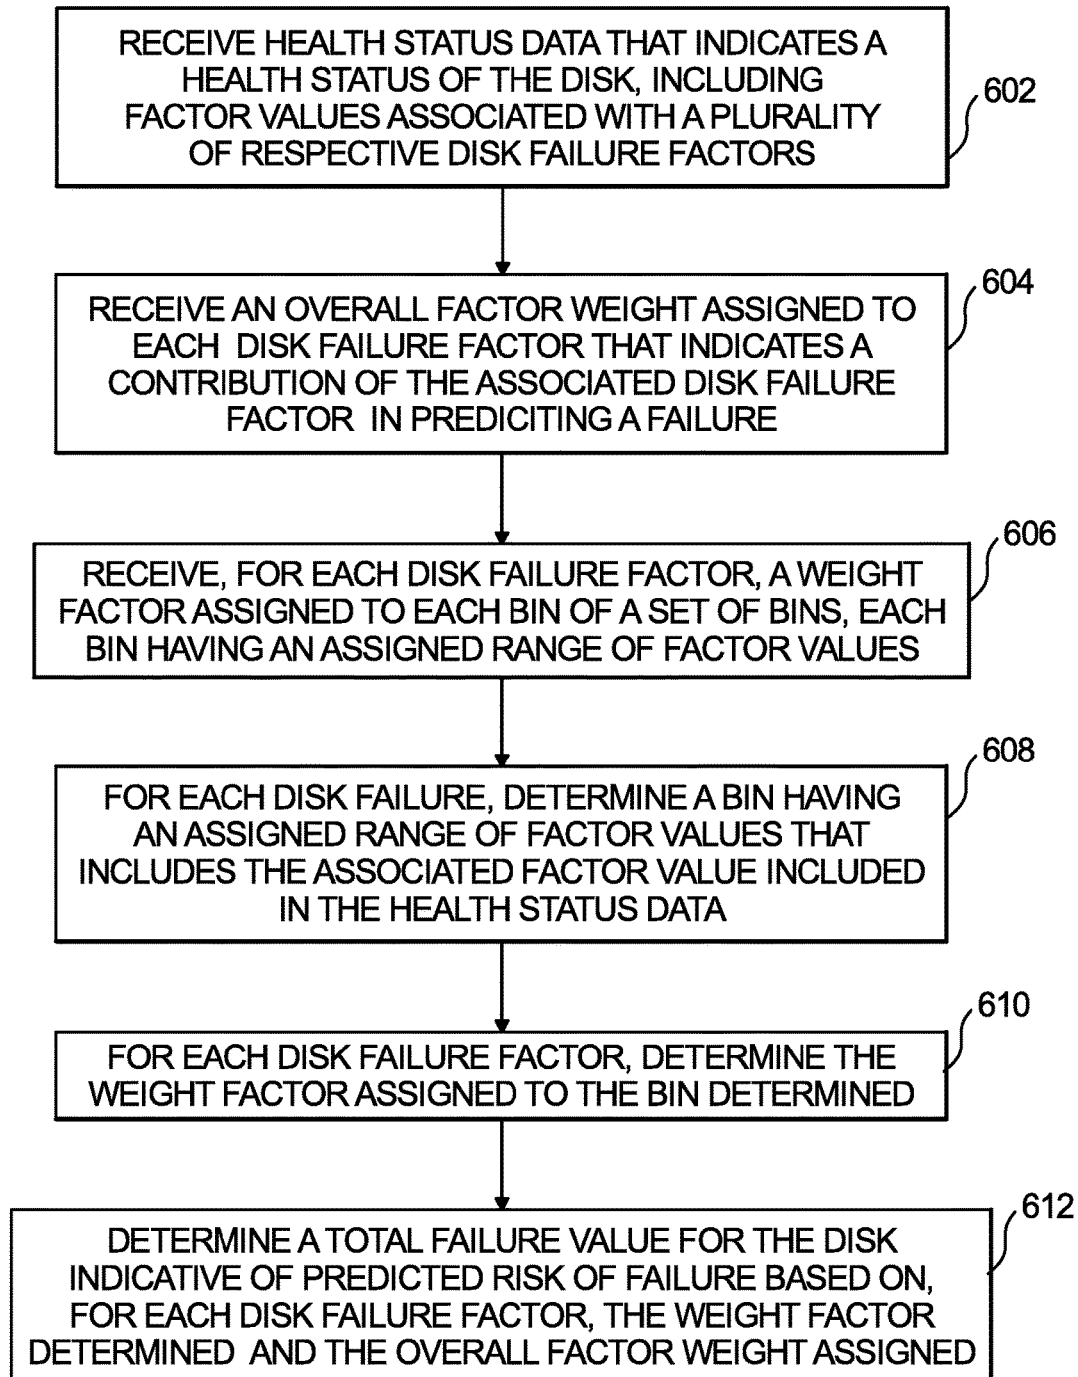 RECEIVE HEALTH STATUS DATA THAT INDICATES A
HEALTH STATUS OF THE DISK, INCLUDING
FACTOR VALUES ASSOCIATED WITH A PLURALITY
OF RESPECTIVE DISK FAILURE FACTORS
602
RECEIVE AN OVERALL FACTOR WEIGHT ASSIGNED TO
EACH DISK FAILURE FACTOR THAT INDICATES A
CONTRIBUTION OF THE ASSOCIATED DISK FAILURE
FACTOR IN PREDICITING A FAILURE
604
RECEIVE, FOR EACH DISK FAILURE FACTOR, A WEIGHT
FACTOR ASSIGNED TO EACH BIN OF A SET OF BINS, EACH
BIN HAVING AN ASSIGNED RANGE OF FACTOR VALUES
606
FOR EACH DISK FAILURE, DETERMINE A BIN HAVING
AN ASSIGNED RANGE OF FACTOR VALUES THAT
INCLUDES THE ASSOCIATED FACTOR VALUE INCLUDED
IN THE HEALTH STATUS DATA
608
FOR EACH DISK FAILURE FACTOR, DETERMINE THE
WEIGHT FACTOR ASSIGNED TO THE BIN DETERMINED
610
DETERMINE A TOTAL FAILURE VALUE FOR THE DISK
INDICATIVE OF PREDICTED RISK OF FAILURE BASED ON,
FOR EACH DISK FAILURE FACTOR, THE WEIGHT FACTOR
DETERMINED AND THE OVERALL FACTOR WEIGHT ASSIGNED
612